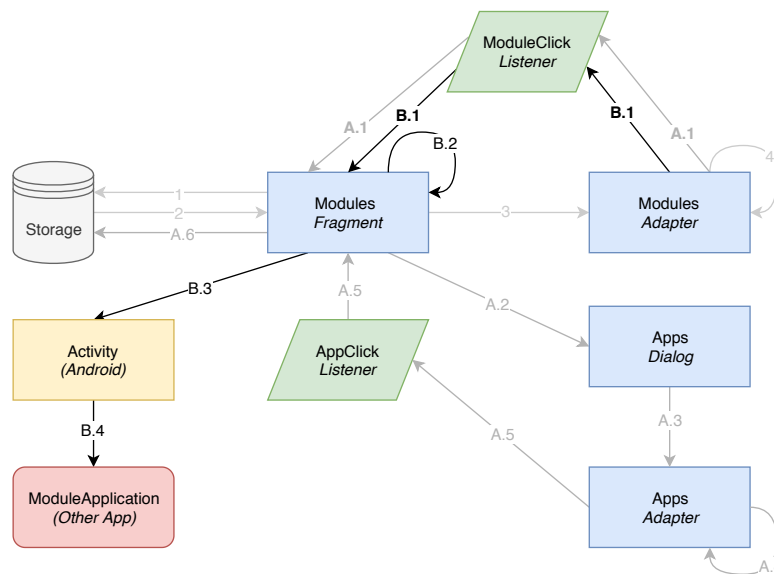 ModuleClick
Listener
A.1
B.1
B.1
A.1
B.2
4
1
Storage
2
A.6
Modules
Fragment
3
Modules
Adapter
B.3
A.5
A.2
Activity
(Android)
AppClick
Listener
Apps
Dialog
B.4
A.5
A.3
ModuleApplication
(Other App)
Apps
Adapter
A.